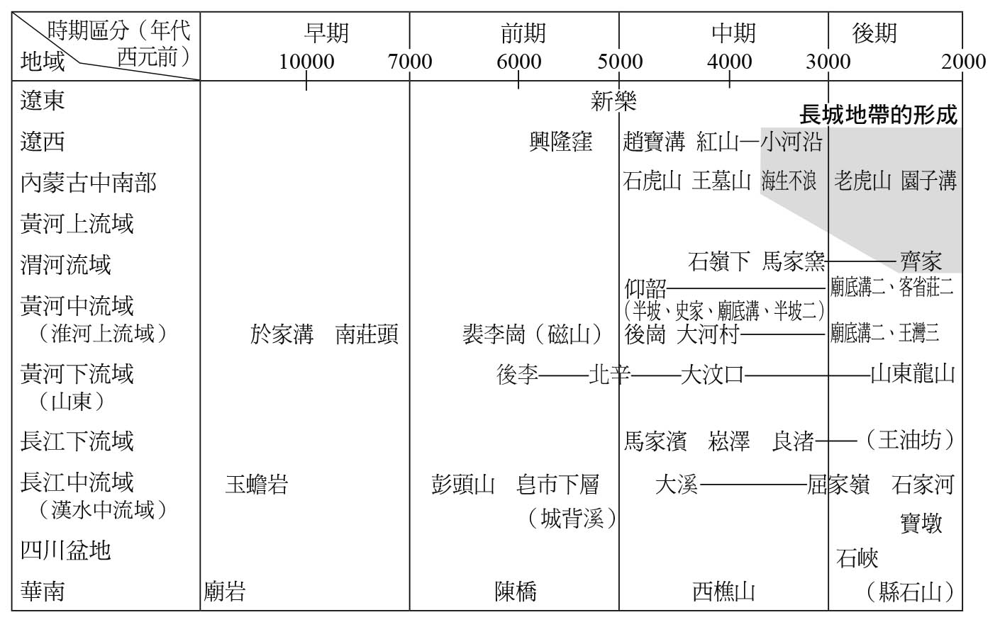 時期區分（年代
西元前）
地域
早期 前期 中期 後期
10000 7000 6000 5000 4000 3000 2000
遼東 新樂
長城地帶的形成
遼西 興隆窪 趙寶溝 紅山—小河沿
內蒙古中南部 石虎山 王墓山 海生不浪 老虎山 園子溝
黃河上流域
渭河流域 石嶺下 馬家窯——齊家
仰韶——廟底溝二、客省莊二
黃河中流域 （半坡、史家、廟底溝、半坡二）
（淮河上流域） 於家溝 南莊頭 裴李崗（磁山） 後崗 大河村——廟底溝二、王灣三
黃河下流域 後李——北辛——大汶口——山東龍山
（山東）
長江下流域 馬家濱 崧澤 良渚——（王油坊）
長江中流域 玉蟾岩 彭頭山 皂市下層 大溪——屈家嶺 石家河
（漢水中流域） （城背溪） 寶墩
四川盆地 石峽
華南 廟岩 陳橋 西樵山 （縣石山）